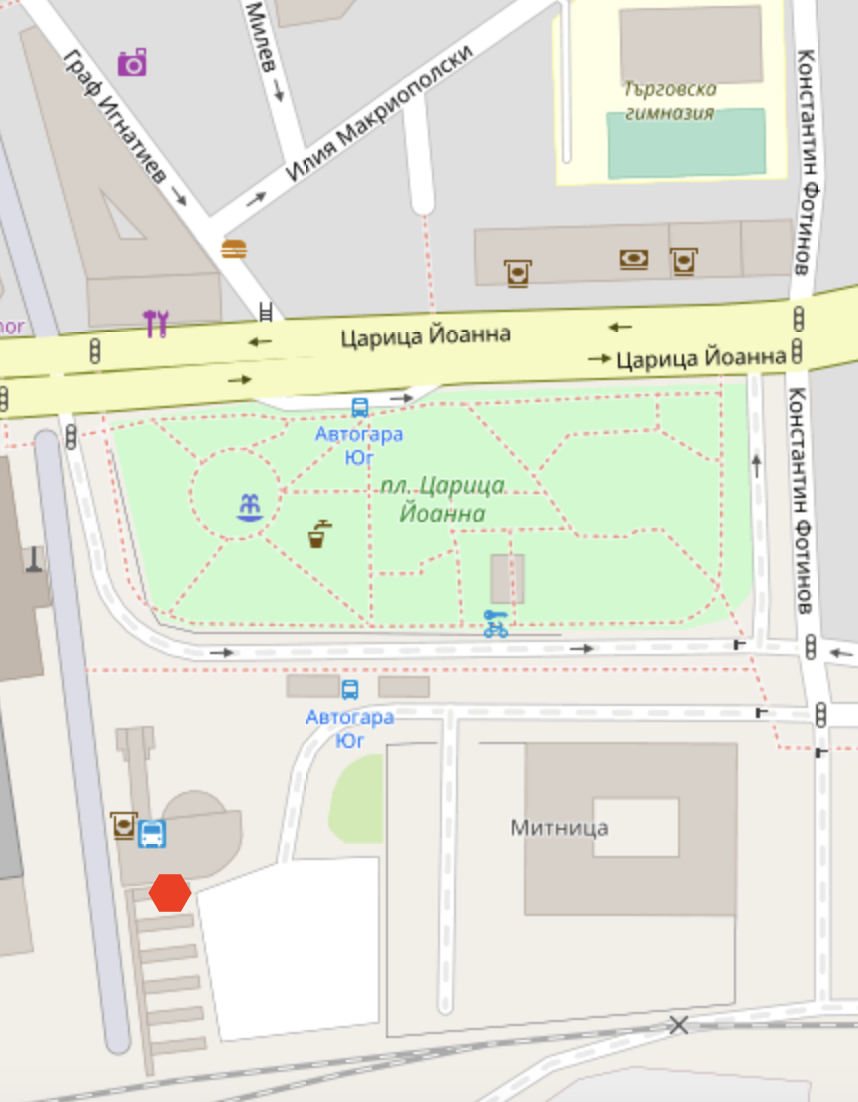 Милев
Граф Игнатиев
Илия Макриополски
Търговска
гимназия
Константин Фотинов
nor
Царица Йоанна
Царица Йоанна
Константин Фотинов
Автогара
Юг
пл. Царица
Йоанна
Автогара
Юг
Митница